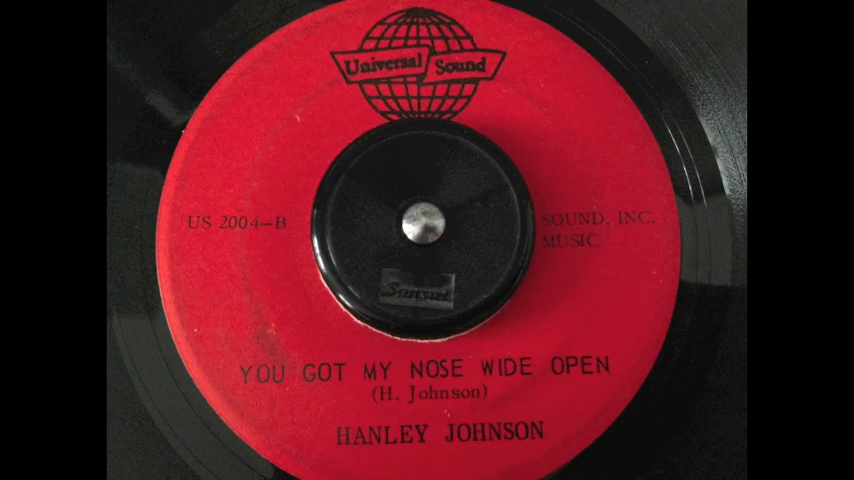 Universal Sound
US 2004-B
SOUND, INC.
MUSIC
Sansui
YOU GOT MY NOSE WIDE OPEN
(H. Johnson)
HANLEY JOHNSON